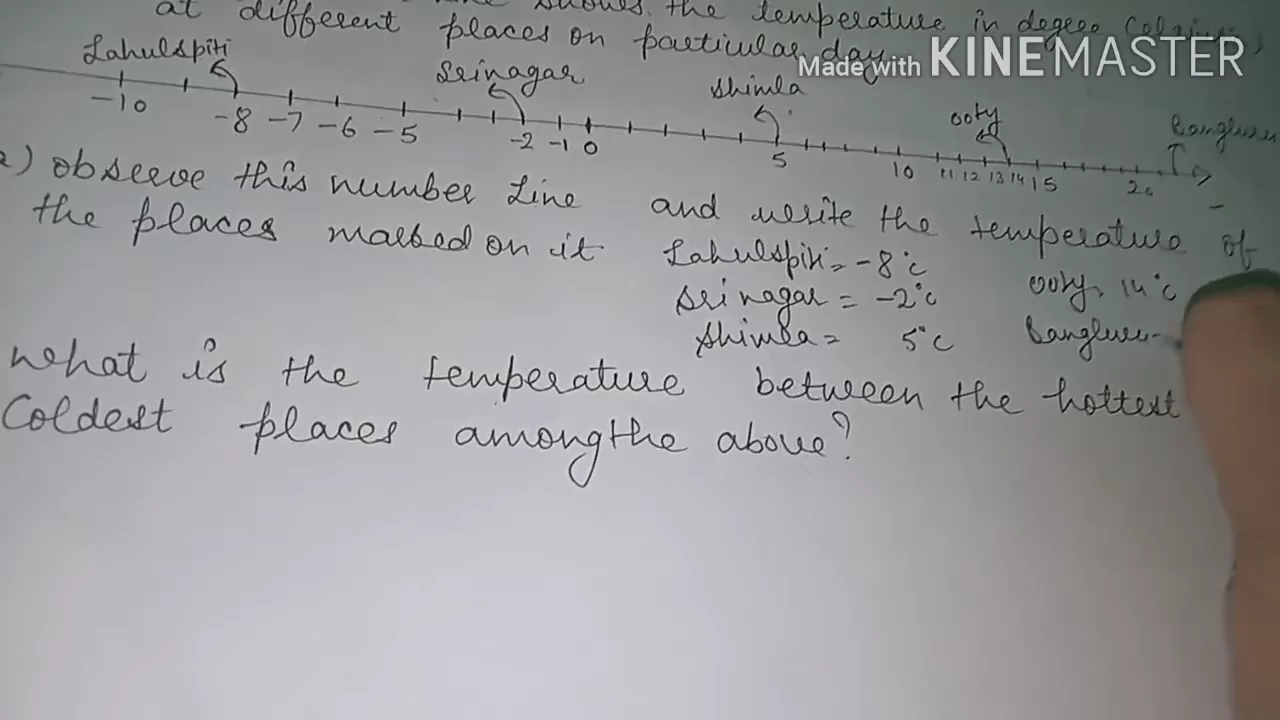 at different places on particular day
Made with KINEMASTER
Lahulspiti Srinagar Shimla ooty Bangluru
-10 -8 -7 -6 -5 -2 -1 0 5 10 11 12 13 14 15 20
observe this number Line and write the temperature of
the places marked on it Lahulspiti = -8°c
ooty. 14°c
Srinagar = -2°c
Shimla = 5°c Bangluru
What is the temperature between the hottest
Coldest places among the above?